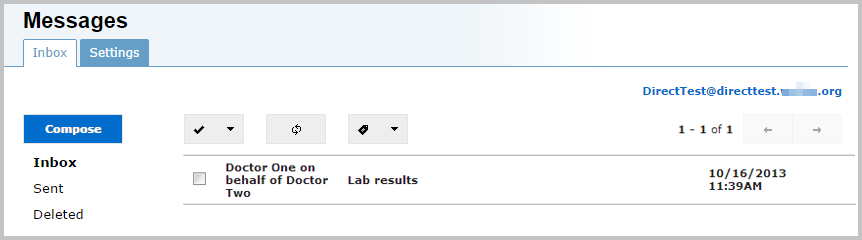 Messages
Inbox Settings
DirectTest@directtest. .org
Compose
1 - 1 of 1
Inbox
Sent
Deleted
Doctor One on
behalf of Doctor
Two
Lab results
10/16/2013
11:39AM